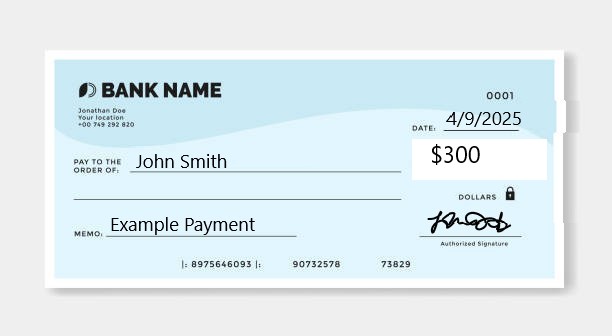 BANK NAME
Jonathan Doe
Your location
+00 749 292 820
0001
DATE: 4/9/2025
PAY TO THE
ORDER OF: John Smith
$300
DOLLARS
MEMO: Example Payment
Authorized Signature
|: 8975646093 |: 90732578 73829